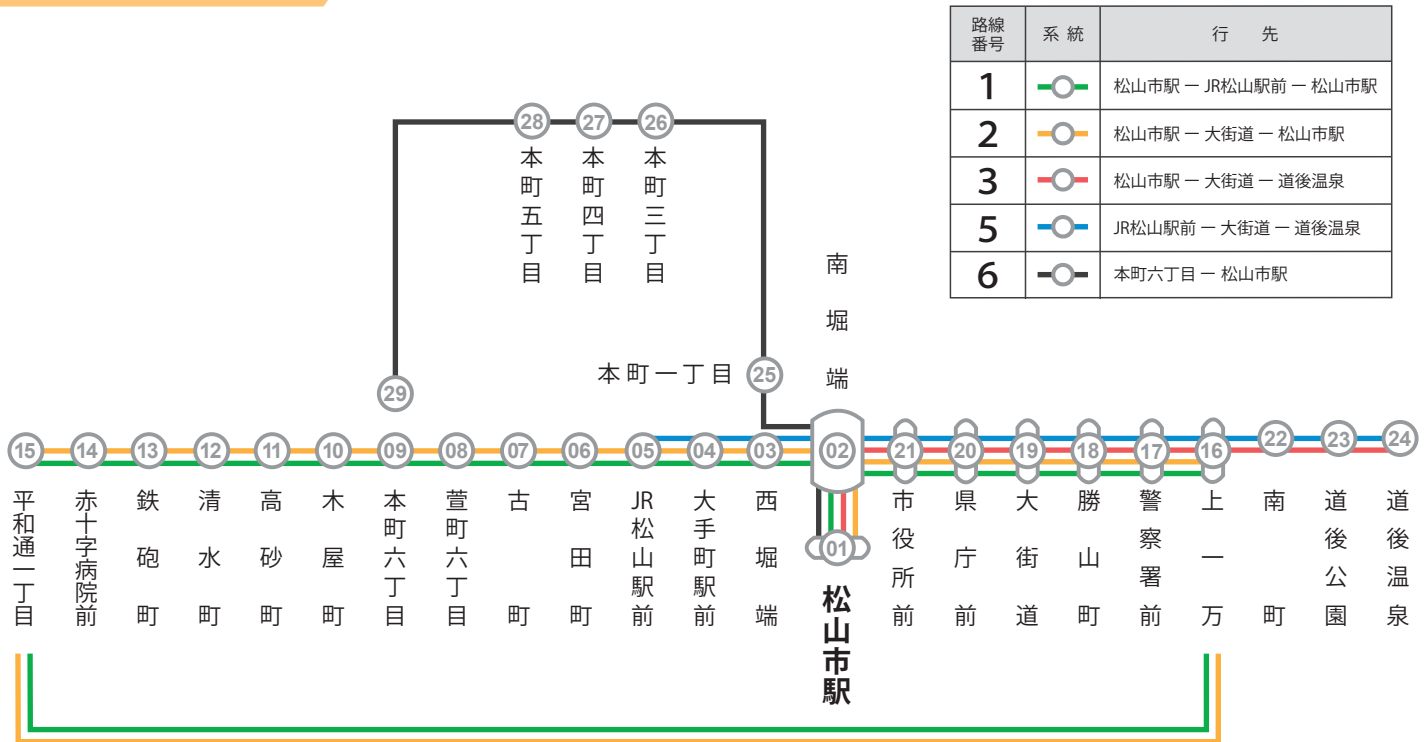 路線番号 系統 行先
1 松山市駅 ー JR松山駅前 ー 松山市駅
2 松山市駅 ー 大街道 ー 松山市駅
3 松山市駅 ー 大街道 ー 道後温泉
5 JR松山駅前 ー 大街道 ー 道後温泉
6 本町六丁目 ー 松山市駅
28
27
26
本町五丁目
本町四丁目
本町三丁目
南堀端
本町一丁目
25
29
15
14
13
12
11
10
09
08
07
06
05
04
03
02
21
20
19
18
17
16
22
23
24
01
平和通一丁目
赤十字病院前
鉄砲町
清水町
高砂町
木屋町
本町六丁目
萱町六丁目
古町
宮田町
JR松山駅前
大手町駅前
西堀端
松山市駅
市役所前
県庁前
大街道
勝山町
警察署前
上一万
南町
道後公園
道後温泉